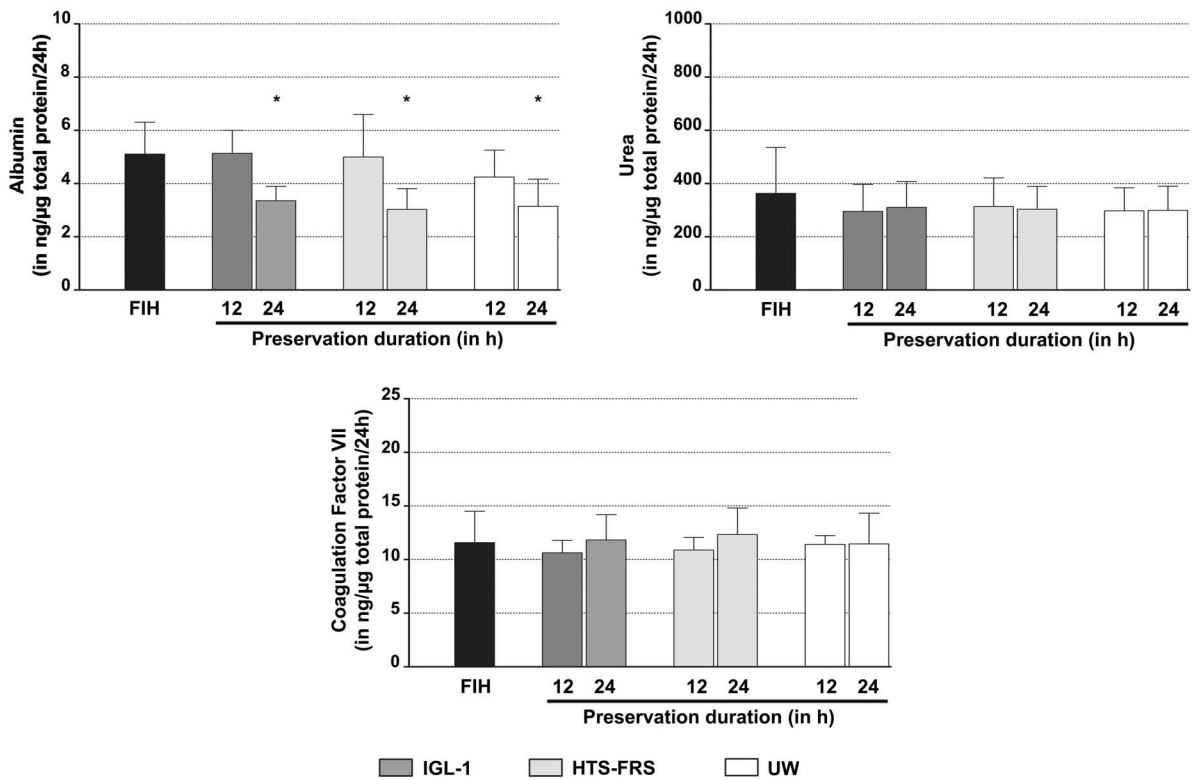 Albumin
(in ng/µg total protein/24h)
10
8
6
4
2
0
* * *
FIH 12 24 12 24 12 24
Preservation duration (in h)
Urea
(in ng/µg total protein/24h)
1000
800
600
400
200
0
FIH 12 24 12 24 12 24
Preservation duration (in h)
Coagulation Factor VII
(in ng/µg total protein/24h)
25
20
15
10
5
0
FIH 12 24 12 24 12 24
Preservation duration (in h)
IGL-1 HTS-FRS UW